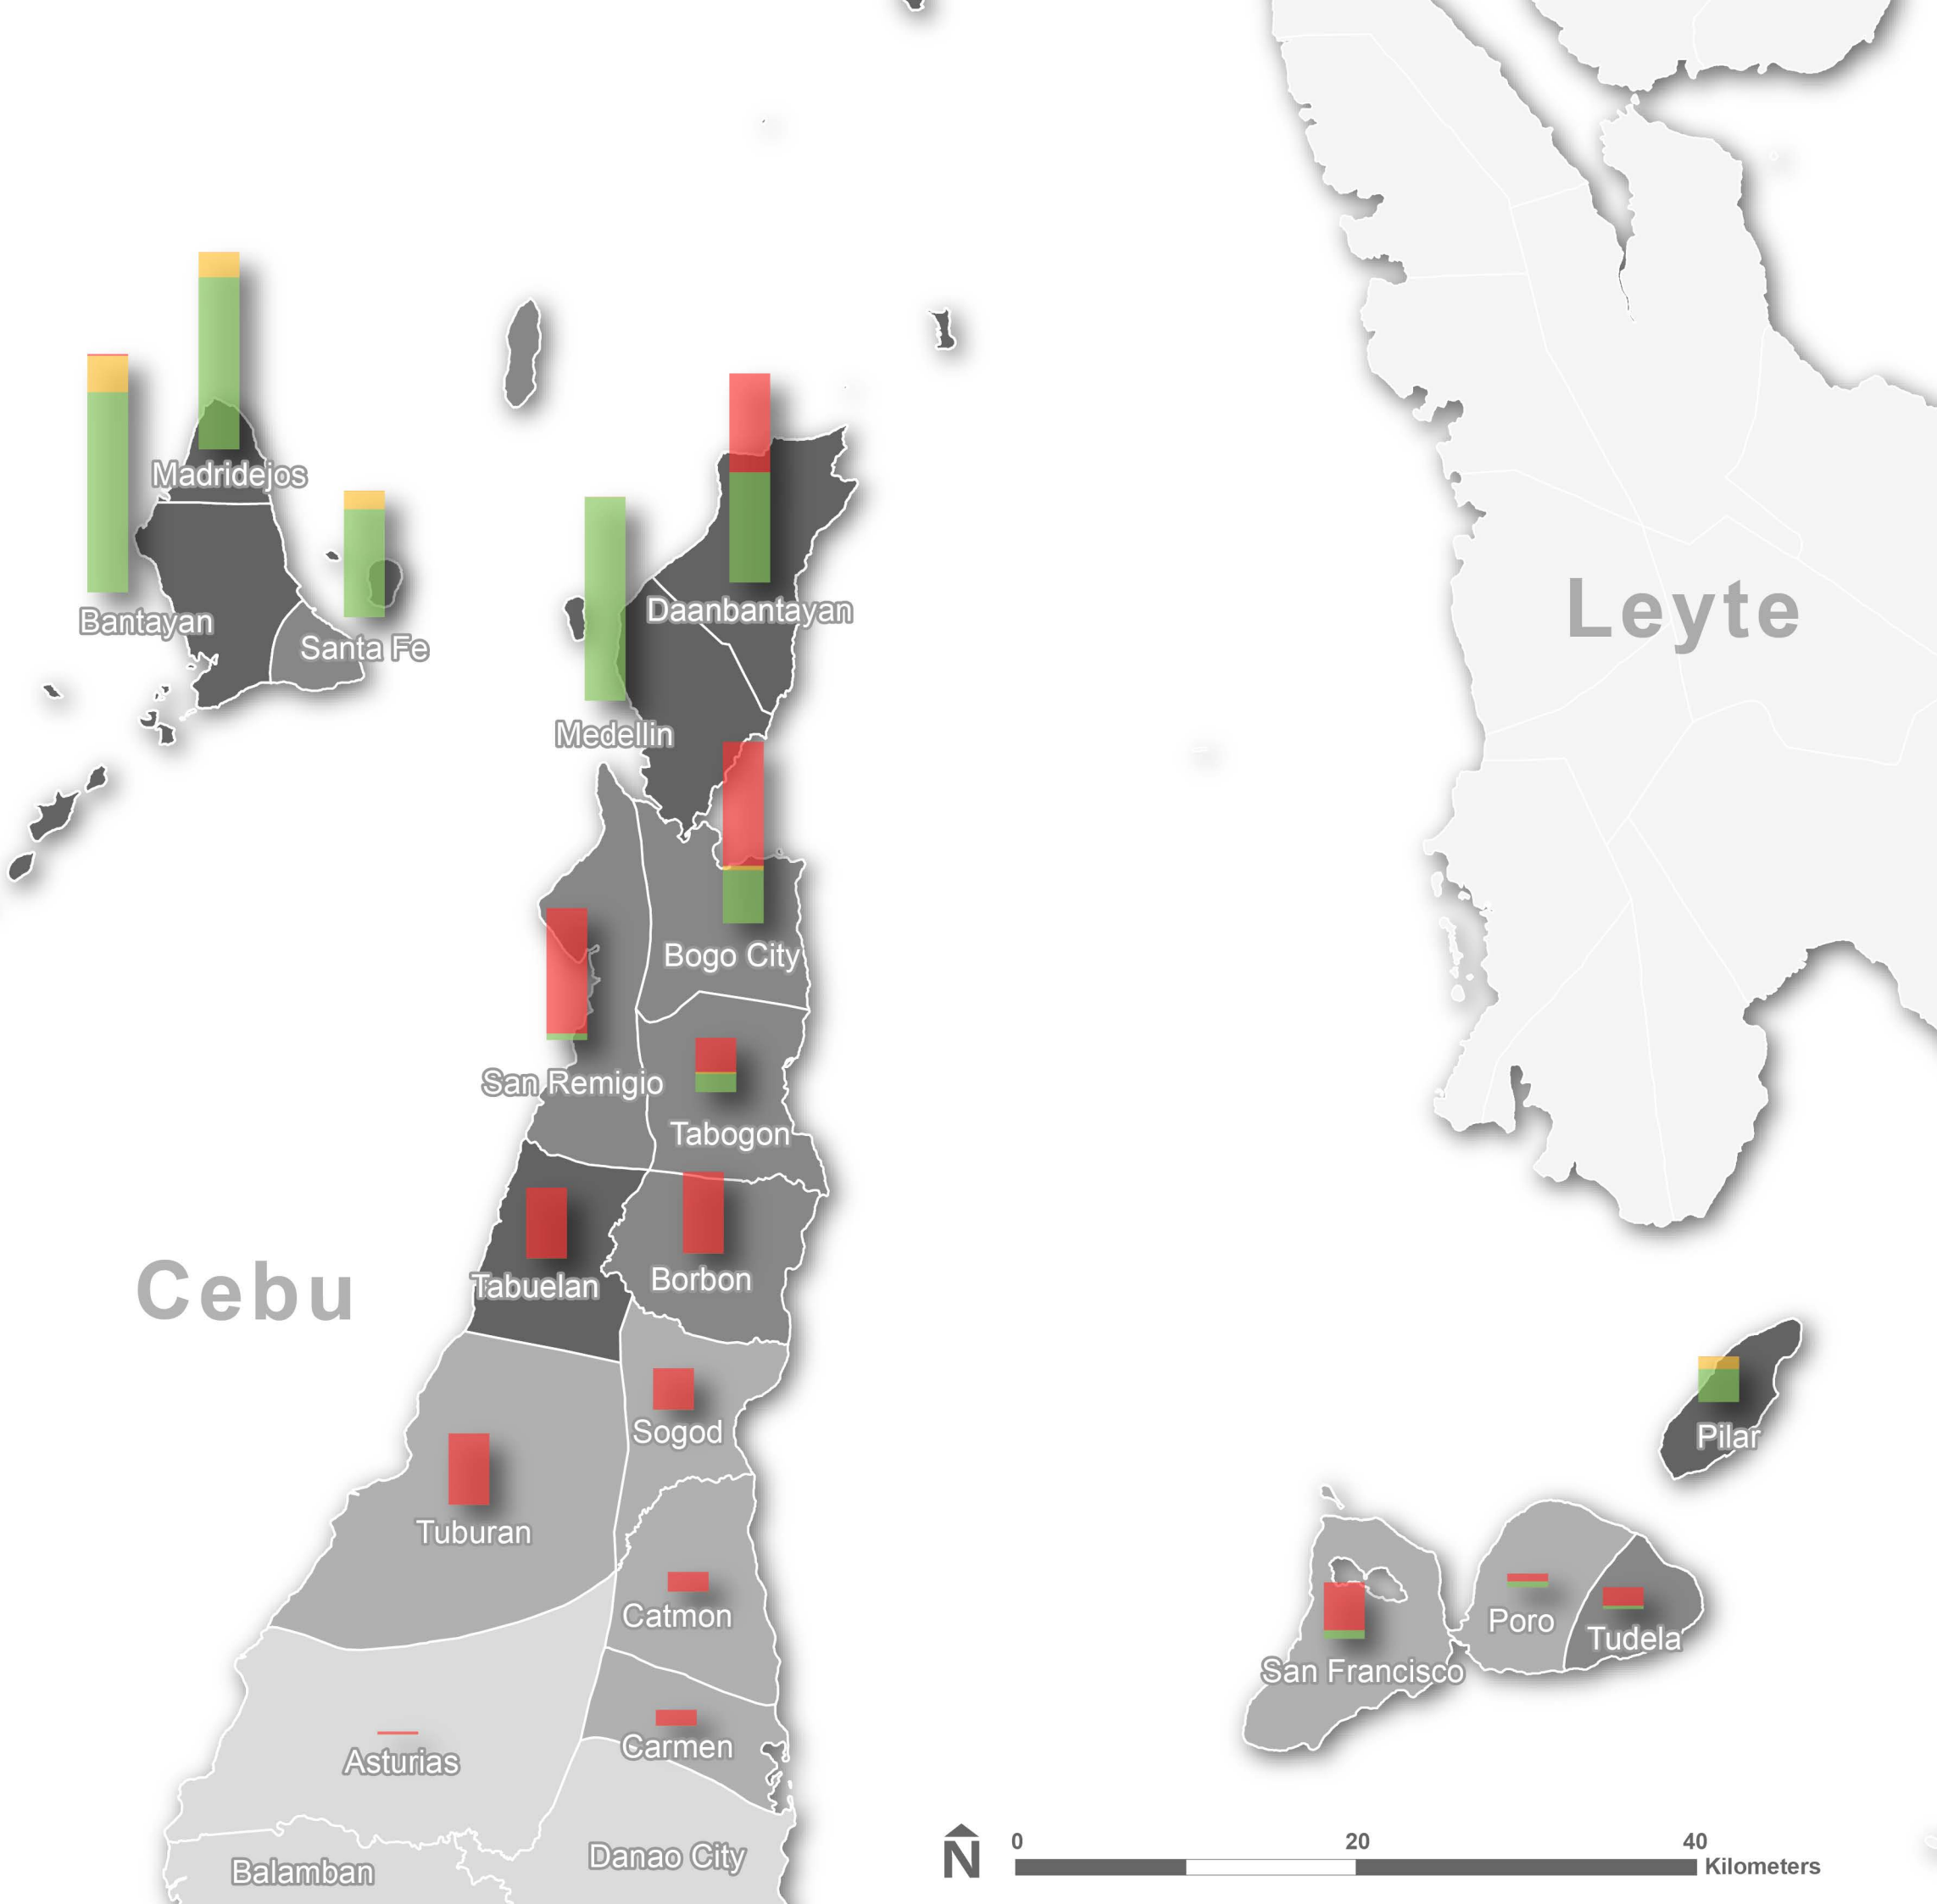 Madridejos
Bantayan
Santa Fe
Daanbantayan
Leyte
Medellin
Bogo City
San Remigio
Tabogon
Cebu
Tabuelan
Borbon
Sogod
Pilar
Tuburan
Catmon
Poro
Tudela
San Francisco
Carmen
Asturias
Danao City
Balamban
N
0 20 40
Kilometers